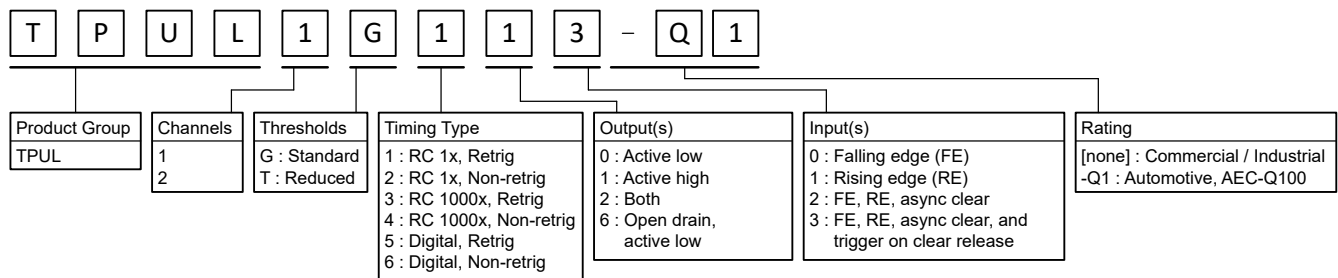 T P U L 1 G 1 1 3 - Q 1
Product Group
TPUL
Channels
1
2
Thresholds
G : Standard
T : Reduced
Timing Type
1 : RC 1x, Retrig
2 : RC 1x, Non-retrig
3 : RC 1000x, Retrig
4 : RC 1000x, Non-retrig
5 : Digital, Retrig
6 : Digital, Non-retrig
Output(s)
0 : Active low
1 : Active high
2 : Both
6 : Open drain,
active low
Input(s)
0 : Falling edge (FE)
1 : Rising edge (RE)
2 : FE, RE, async clear
3 : FE, RE, async clear, and
trigger on clear release
Rating
[none] : Commercial / Industrial
-Q1 : Automotive, AEC-Q100